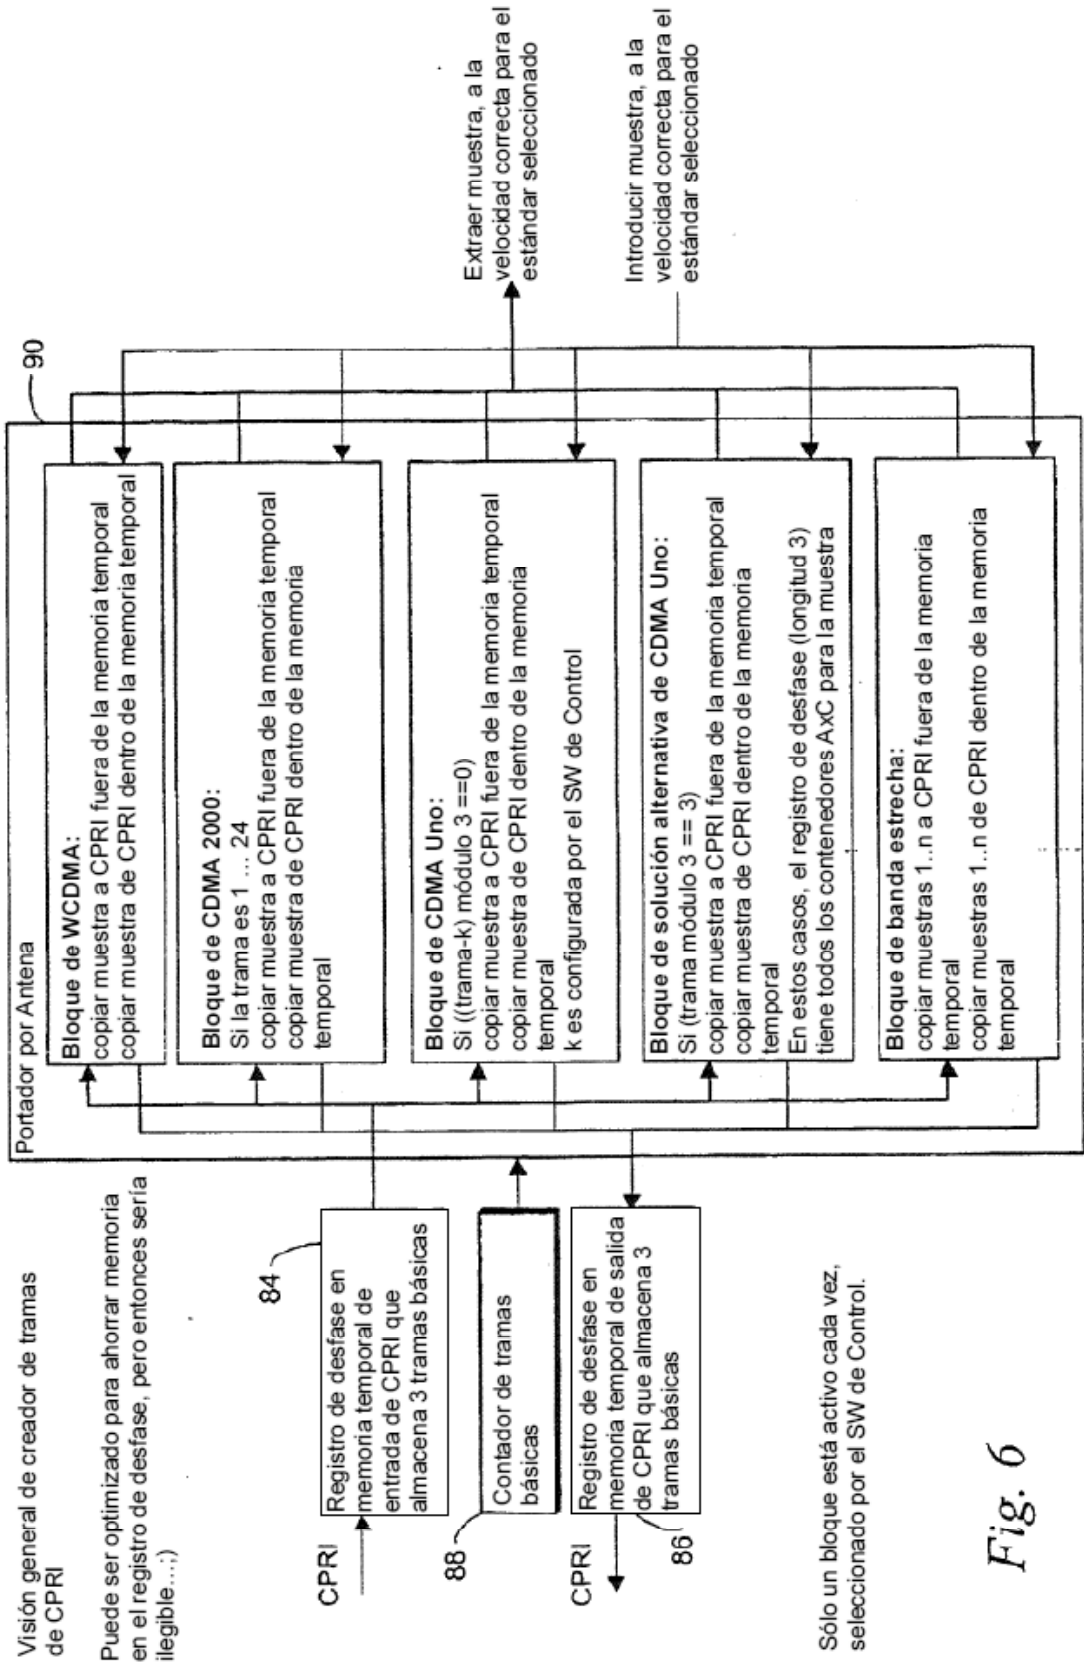 Visión general de creador de tramas
de CPRI
Puede ser optimizado para ahorrar memoria
en el registro de desfase, pero entonces sería
ilegible...;)
Portador por Antena
90
Bloque de WCDMA:
copiar muestra a CPRI fuera de la memoria temporal
copiar muestra de CPRI dentro de la memoria temporal
Bloque de CDMA 2000:
Si la trama es 1 ... 24
copiar muestra a CPRI fuera de la memoria temporal
copiar muestra de CPRI dentro de la memoria
temporal
Bloque de CDMA Uno:
Si ((trama-k) módulo 3 ==0)
copiar muestra a CPRI fuera de la memoria temporal
copiar muestra de CPRI dentro de la memoria
temporal
k es configurada por el SW de Control
Bloque de solución alternativa de CDMA Uno:
Si (trama módulo 3 == 3)
copiar muestra a CPRI fuera de la memoria temporal
copiar muestra de CPRI dentro de la memoria
temporal
En estos casos, el registro de desfase (longitud 3)
tiene todos los contenedores AxC para la muestra
Bloque de banda estrecha:
copiar muestras 1..n a CPRI fuera de la memoria
temporal
copiar muestras 1..n de CPRI dentro de la memoria
temporal
Extraer muestra, a la
velocidad correcta para el
estándar seleccionado
Introducir muestra, a la
velocidad correcta para el
estándar seleccionado
CPRI
84
Registro de desfase en
memoria temporal de
entrada de CPRI que
almacena 3 tramas básicas
88
Contador de tramas
básicas
CPRI
86
Registro de desfase en
memoria temporal de salida
de CPRI que almacena 3
tramas básicas
Sólo un bloque está activo cada vez,
seleccionado por el SW de Control.
Fig. 6